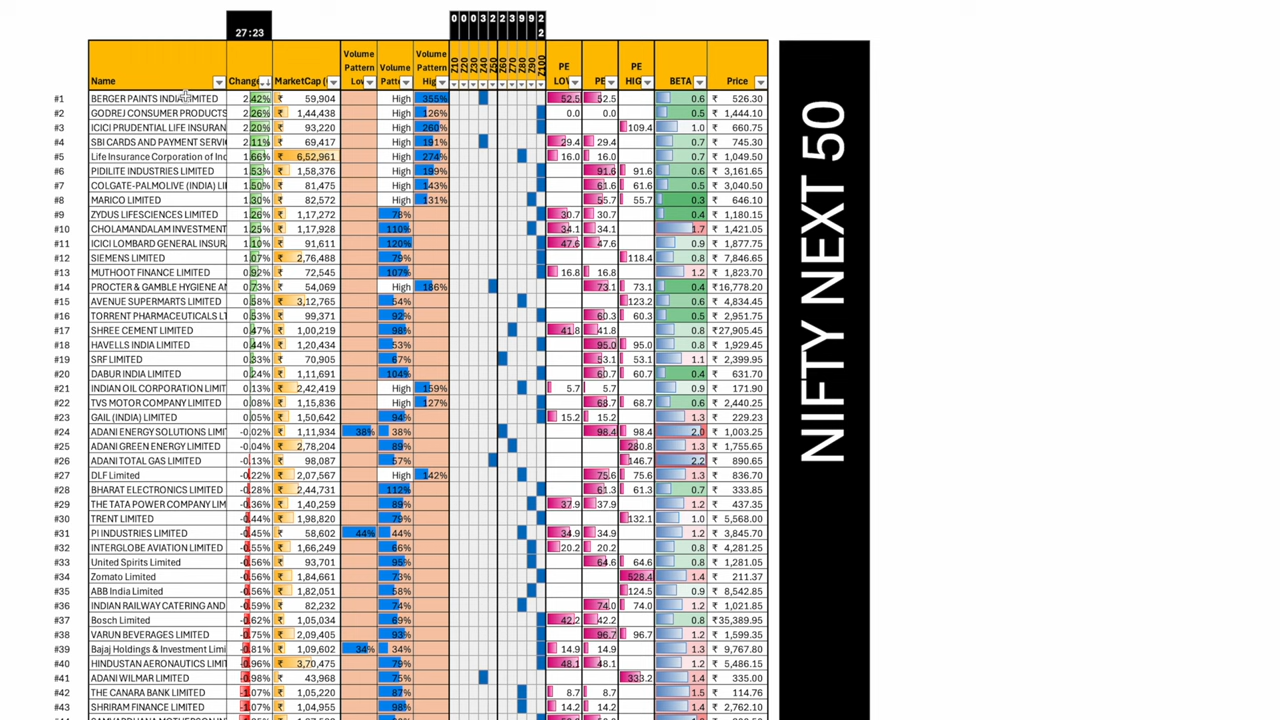 0 0 0 3 2 2 3 9 9 2
27:23 2
Name Change MarketCap ( Volume Pattern Low Volume Patte Volume Pattern Hig Z10 Z20 Z30 Z40 Z50 Z60 Z70 Z80 Z90 Z100 PE LOW PE PE HIG BETA Price
#1 BERGER PAINTS INDIA LIMITED 2.42% ₹ 59,904 High 355% 52.5 52.5 0.6 ₹ 526.30
#2 GODREJ CONSUMER PRODUCTS 2.26% ₹ 1,44,438 High 126% 0.0 0.0 0.5 ₹ 1,444.10
#3 ICICI PRUDENTIAL LIFE INSURAN 2.20% ₹ 93,220 High 260% 109.4 1.0 ₹ 660.75
#4 SBI CARDS AND PAYMENT SERVI 2.11% ₹ 69,417 High 191% 29.4 29.4 0.7 ₹ 745.30
#5 Life Insurance Corporation of Ind 1.66% ₹ 6,52,961 High 274% 16.0 16.0 0.7 ₹ 1,049.50
#6 PIDILITE INDUSTRIES LIMITED 1.53% ₹ 1,58,376 High 199% 91.6 91.6 0.6 ₹ 3,161.65
#7 COLGATE-PALMOLIVE (INDIA) LI 1.50% ₹ 81,475 High 143% 61.6 61.6 0.5 ₹ 3,040.50
#8 MARICO LIMITED 1.30% ₹ 82,572 High 131% 55.7 55.7 0.3 ₹ 646.10
#9 ZYDUS LIFESCIENCES LIMITED 1.26% ₹ 1,17,272 78% 30.7 30.7 0.4 ₹ 1,180.15
#10 CHOLAMANDALAM INVESTMENT 1.25% ₹ 1,17,928 110% 34.1 34.1 1.7 ₹ 1,421.05
#11 ICICI LOMBARD GENERAL INSUR 1.10% ₹ 91,611 120% 47.6 47.6 0.9 ₹ 1,877.75
#12 SIEMENS LIMITED 1.07% ₹ 2,76,488 79% 118.4 0.8 ₹ 7,846.65
#13 MUTHOOT FINANCE LIMITED 0.92% ₹ 72,545 107% 16.8 16.8 1.2 ₹ 1,823.70
#14 PROCTER & GAMBLE HYGIENE AN 0.73% ₹ 54,069 High 186% 73.1 73.1 0.4 ₹ 16,778.20
#15 AVENUE SUPERMARTS LIMITED 0.58% ₹ 3,12,765 54% 123.2 0.6 ₹ 4,834.45
#16 TORRENT PHARMACEUTICALS LT 0.53% ₹ 99,371 92% 60.3 60.3 0.5 ₹ 2,951.75
#17 SHREE CEMENT LIMITED 0.47% ₹ 1,00,219 98% 41.8 41.8 0.8 ₹ 27,905.45
#18 HAVELLS INDIA LIMITED 0.44% ₹ 1,20,434 53% 95.0 95.0 0.8 ₹ 1,929.45
#19 SRF LIMITED 0.33% ₹ 70,905 67% 53.1 53.1 1.1 ₹ 2,399.95
#20 DABUR INDIA LIMITED 0.24% ₹ 1,11,691 104% 60.7 60.7 0.4 ₹ 631.70
#21 INDIAN OIL CORPORATION LIMIT 0.13% ₹ 2,42,419 High 159% 5.7 5.7 0.9 ₹ 171.90
#22 TVS MOTOR COMPANY LIMITED 0.08% ₹ 1,15,836 High 127% 68.7 68.7 0.6 ₹ 2,440.25
#23 GAIL (INDIA) LIMITED 0.05% ₹ 1,50,642 94% 15.2 15.2 1.3 ₹ 229.23
#24 ADANI ENERGY SOLUTIONS LIMI -0.02% ₹ 1,11,934 38% 38% 98.4 98.4 2.0 ₹ 1,003.25
#25 ADANI GREEN ENERGY LIMITED -0.04% ₹ 2,78,204 89% 280.8 1.3 ₹ 1,755.65
#26 ADANI TOTAL GAS LIMITED -0.13% ₹ 98,087 57% 146.7 2.2 ₹ 890.65
#27 DLF Limited -0.22% ₹ 2,07,567 High 142% 75.6 75.6 1.3 ₹ 836.70
#28 BHARAT ELECTRONICS LIMITED -0.28% ₹ 2,44,731 112% 61.3 61.3 0.7 ₹ 333.85
#29 THE TATA POWER COMPANY LIM -0.36% ₹ 1,40,259 89% 37.9 37.9 1.2 ₹ 437.35
#30 TRENT LIMITED -0.44% ₹ 1,98,820 79% 132.1 1.0 ₹ 5,568.00
#31 PI INDUSTRIES LIMITED -0.45% ₹ 58,602 44% 44% 34.9 34.9 1.2 ₹ 3,845.70
#32 INTERGLOBE AVIATION LIMITED -0.55% ₹ 1,66,249 66% 20.2 20.2 0.8 ₹ 4,281.25
#33 United Spirits Limited -0.56% ₹ 93,701 95% 64.6 64.6 0.8 ₹ 1,281.05
#34 Zomato Limited -0.56% ₹ 1,84,661 73% 528.4 1.4 ₹ 211.37
#35 ABB India Limited -0.56% ₹ 1,82,051 58% 124.5 0.9 ₹ 8,542.85
#36 INDIAN RAILWAY CATERING AND -0.59% ₹ 82,232 74% 74.0 74.0 1.2 ₹ 1,021.85
#37 Bosch Limited -0.62% ₹ 1,05,034 69% 42.2 42.2 0.8 ₹ 35,389.95
#38 VARUN BEVERAGES LIMITED -0.75% ₹ 2,09,405 93% 96.7 96.7 1.2 ₹ 1,599.35
#39 Bajaj Holdings & Investment Limi -0.81% ₹ 1,09,602 34% 34% 14.9 14.9 1.3 ₹ 9,767.80
#40 HINDUSTAN AERONAUTICS LIMIT -0.96% ₹ 3,70,475 79% 48.1 48.1 1.2 ₹ 5,486.15
#41 ADANI WILMAR LIMITED -0.98% ₹ 43,968 75% 333.2 1.4 ₹ 335.00
#42 THE CANARA BANK LIMITED -1.07% ₹ 1,05,220 87% 8.7 8.7 1.5 ₹ 114.76
#43 SHRIRAM FINANCE LIMITED -1.07% ₹ 1,04,955 98% 14.2 14.2 1.4 ₹ 2,762.10
NIFTY NEXT 50